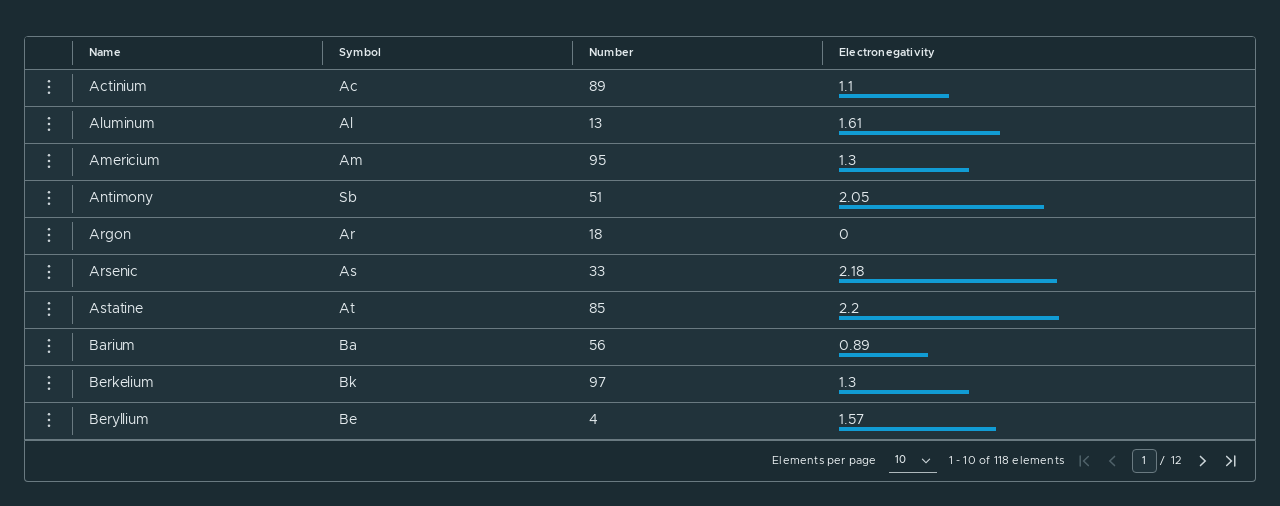 Name Symbol Number Electronegativity
Actinium Ac 89 1.1
Aluminum Al 13 1.61
Americium Am 95 1.3
Antimony Sb 51 2.05
Argon Ar 18 0
Arsenic As 33 2.18
Astatine At 85 2.2
Barium Ba 56 0.89
Berkelium Bk 97 1.3
Beryllium Be 4 1.57
Elements per page 10 1 - 10 of 118 elements 1 / 12